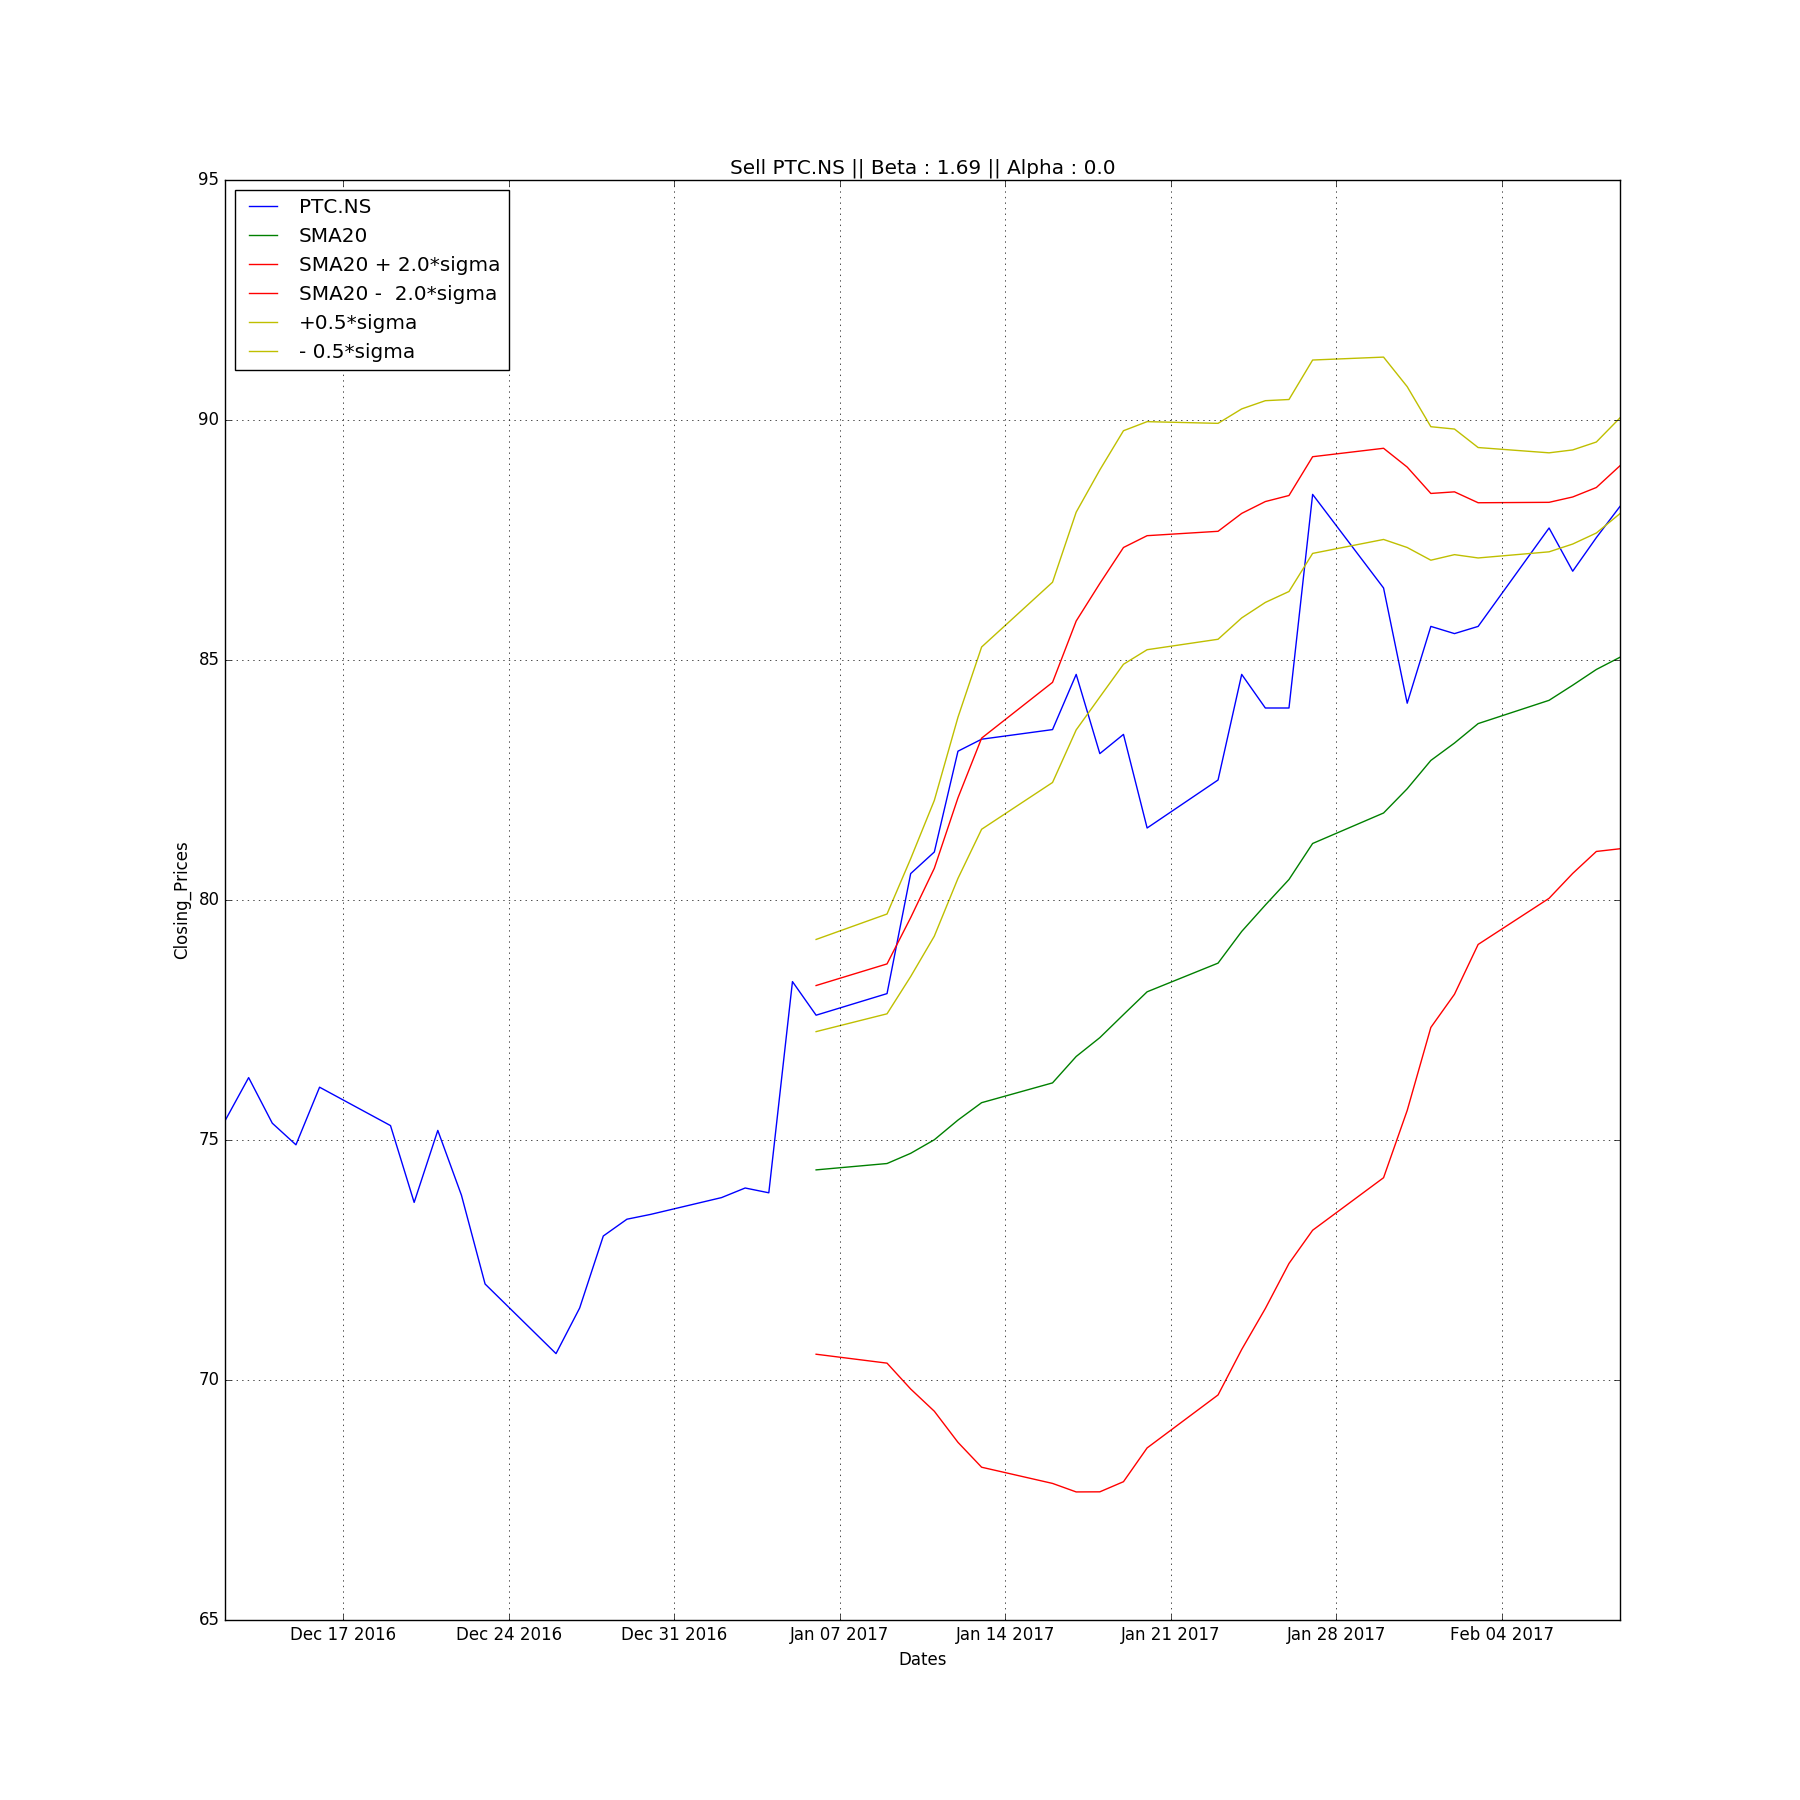 Sell PTC.NS || Beta : 1.69 || Alpha : 0.0
95
PTC.NS
SMA20
SMA20 + 2.0*sigma
SMA20 -  2.0*sigma
+0.5*sigma
- 0.5*sigma
90
85
80
75
70
65
Closing_Prices
Dec 17 2016
Dec 24 2016
Dec 31 2016
Jan 07 2017
Jan 14 2017
Jan 21 2017
Jan 28 2017
Feb 04 2017
Dates